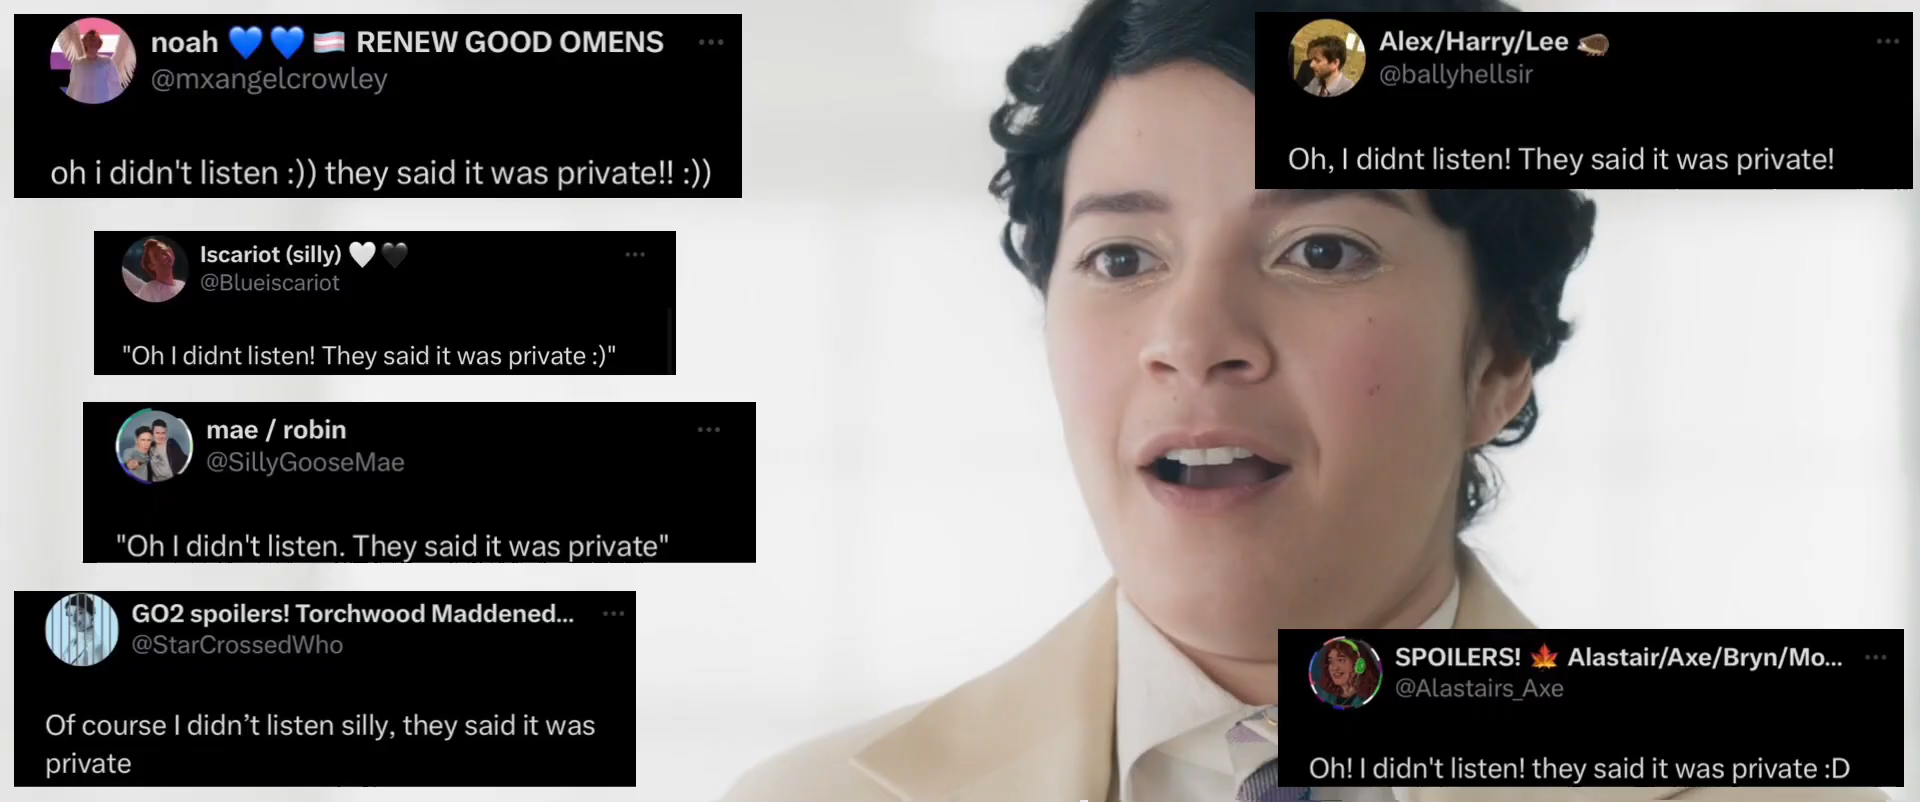 noah 💙💙🏳️‍⚧️ RENEW GOOD OMENS
@mxangelcrowley
oh i didn't listen :)) they said it was private!! :))
Alex/Harry/Lee 🦔
@ballyhellsir
Oh, I didnt listen! They said it was private!
Iscariot (silly) 🤍🖤
@Blueiscariot
"Oh I didnt listen! They said it was private :)"
mae / robin
@SillyGooseMae
"Oh I didn't listen. They said it was private"
GO2 spoilers! Torchwood Maddened...
@StarCrossedWho
Of course I didn’t listen silly, they said it was
private
SPOILERS! 🍁 Alastair/Axe/Bryn/Mo...
@Alastairs_Axe
Oh! I didn't listen! they said it was private :D